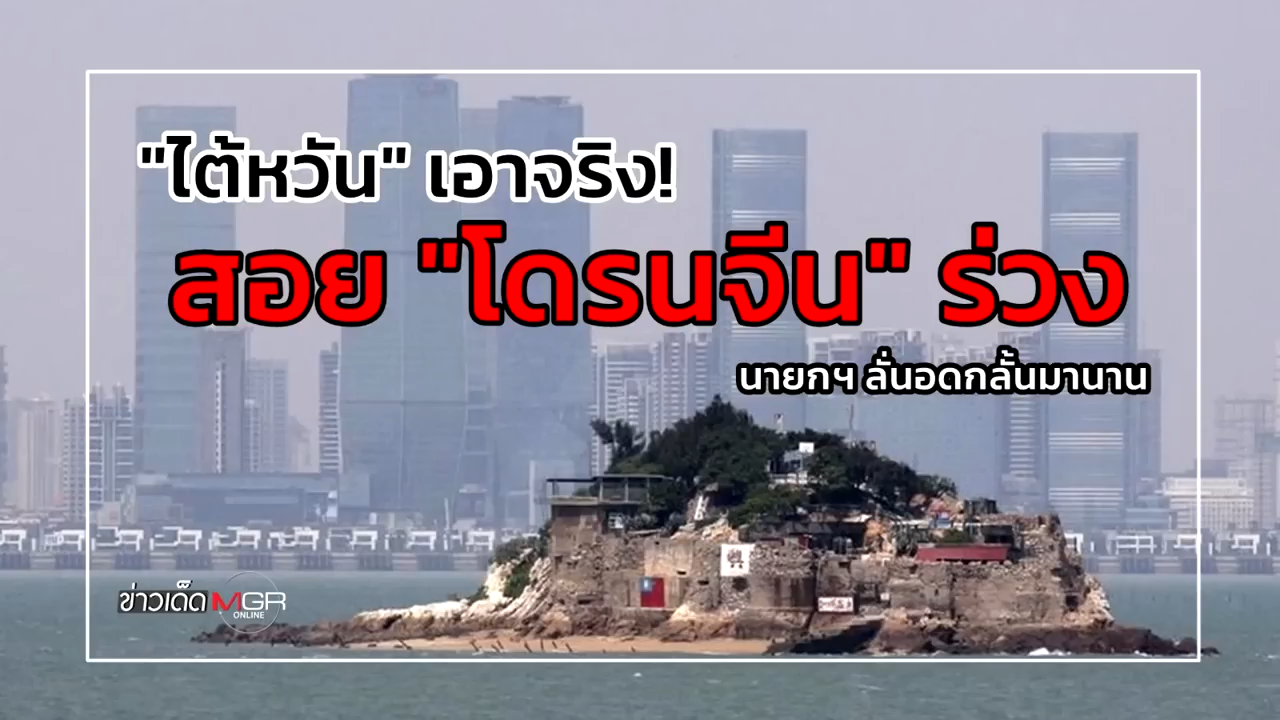 "ไต้หวัน" เอาจริง!
สอย "โดรนจีน" ร่วง
นายกฯ ลั่นอดกลั้นมานาน
ข่าวเด็ด MGR
ONLINE